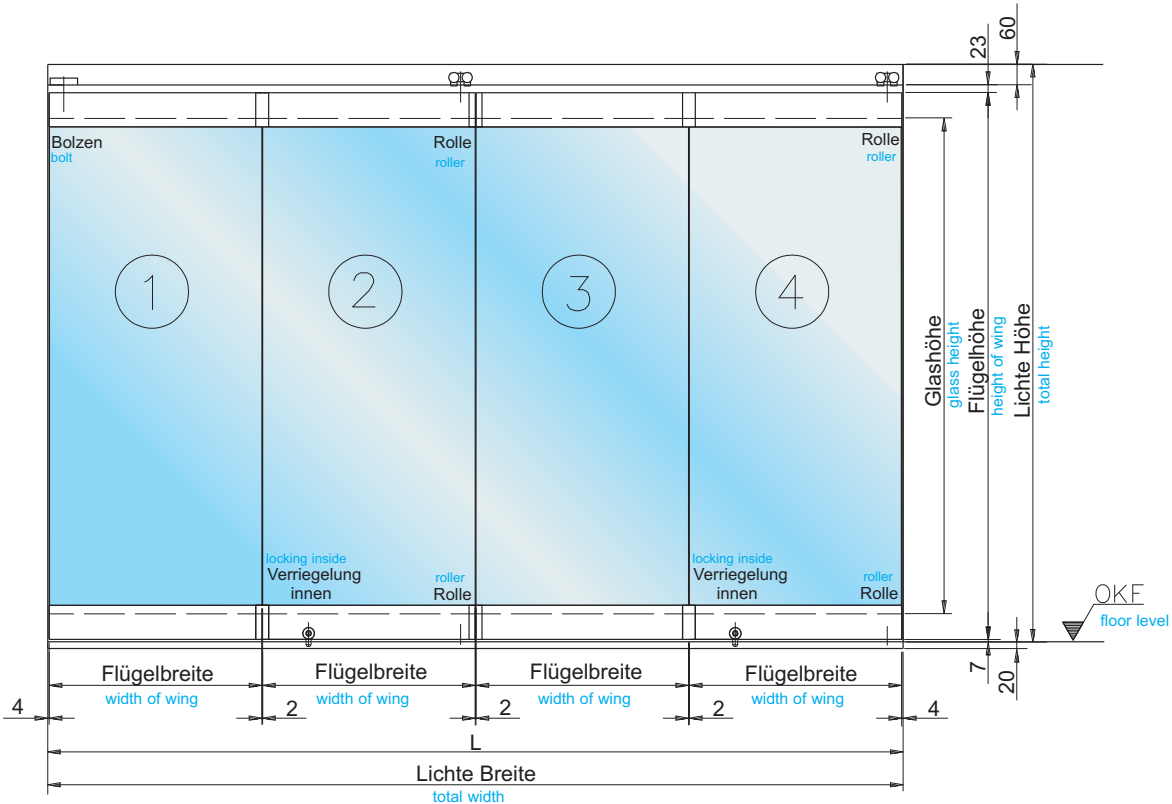 23
60
Bolzen
bolt
Rolle
roller
Rolle
roller
1
2
3
4
Glashöhe
glass height
Flügelhöhe
height of wing
Lichte Höhe
total height
locking inside
Verriegelung
innen
roller
Rolle
locking inside
Verriegelung
innen
roller
Rolle
OKF
floor level
7
20
Flügelbreite
width of wing
Flügelbreite
width of wing
Flügelbreite
width of wing
Flügelbreite
width of wing
4
2
2
2
4
L
Lichte Breite
total width